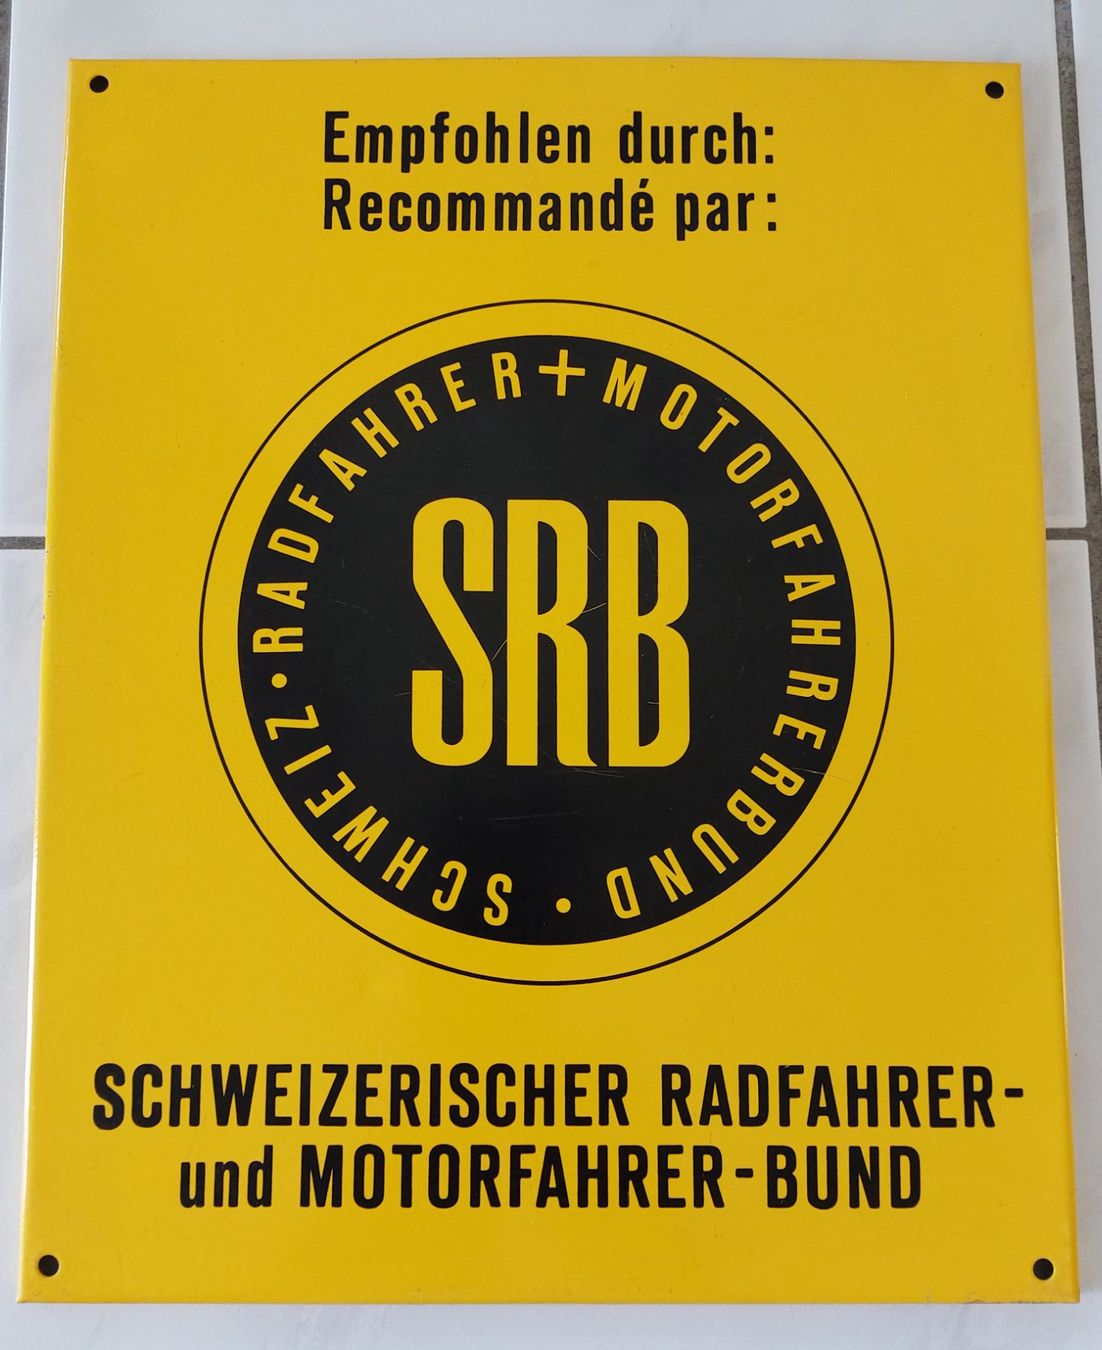 Empfohlen durch:
Recommandé par:
RADFAHRER+MOTORFAHRERBUND · SCHWEIZ ·
SRB
SCHWEIZERISCHER RADFAHRER-
und MOTORFAHRER-BUND